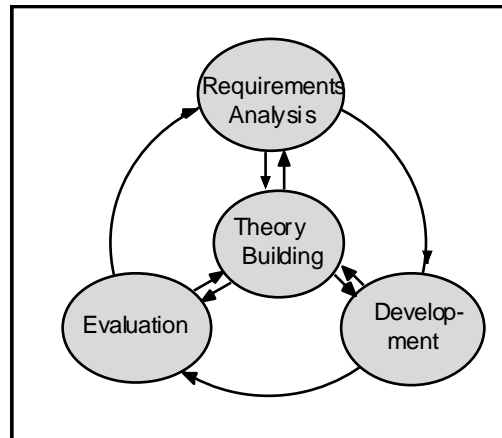 Requirements
Analysis
Theory
Building
Evaluation
Develop-
ment